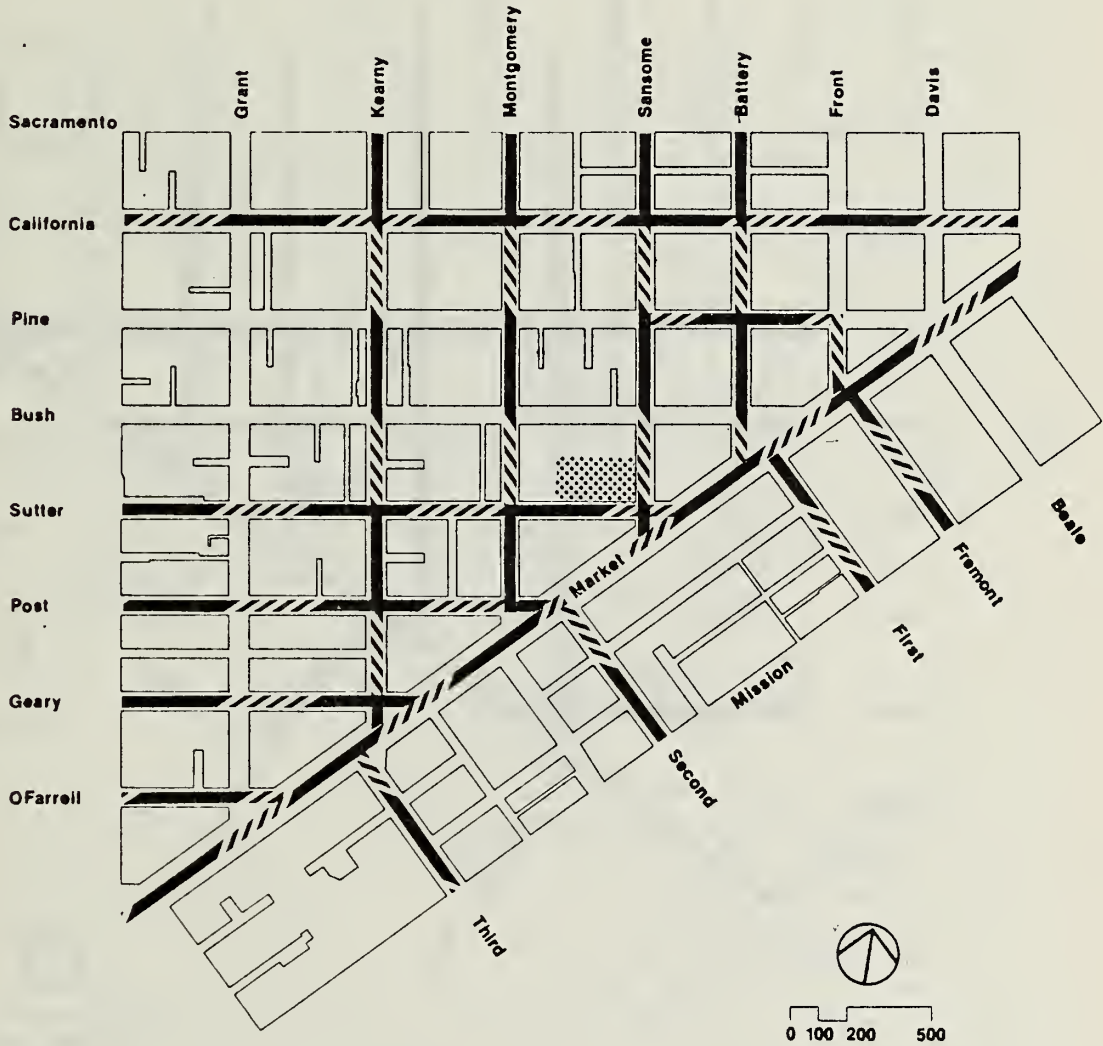 Grant
Kearny
Montgomery
Sansome
Battery
Front
Davis
Sacramento
California
Pine
Bush
Sutter
Post
Geary
OFarrell
Market
Mission
Beale
Fremont
First
Second
Third
0 100 200 500